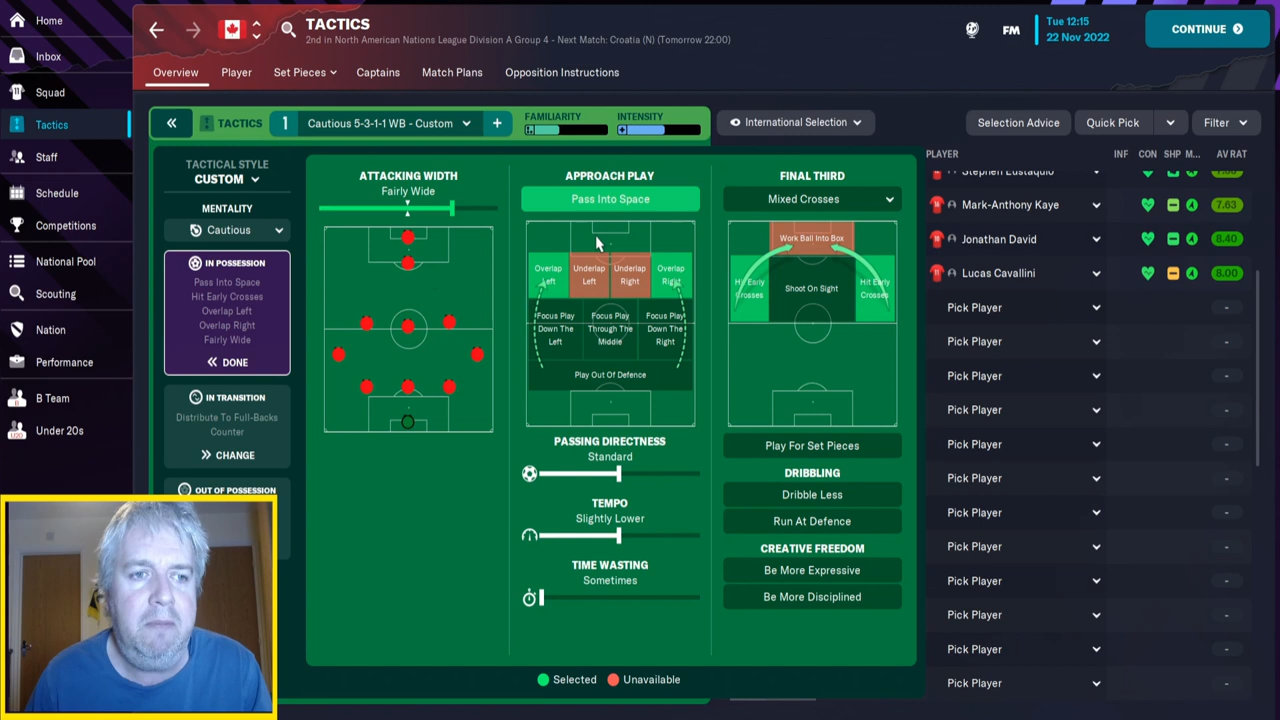 Home
Inbox
Squad
Tactics
Staff
Schedule
Competitions
National Pool
Scouting
Nation
Performance
B Team
Under 20s
TACTICS
2nd in North American Nations League Division A Group 4 - Next Match: Croatia (N) (Tomorrow 22:00)
FM
Tue 12:15
22 Nov 2022
CONTINUE
Overview
Player
Set Pieces
Captains
Match Plans
Opposition Instructions
TACTICS
1
Cautious 5-3-1-1 WB - Custom
FAMILIARITY
INTENSITY
International Selection
Selection Advice
Quick Pick
Filter
TACTICAL STYLE
CUSTOM
MENTALITY
Cautious
IN POSSESSION
Pass Into Space
Hit Early Crosses
Overlap Left
Overlap Right
Fairly Wide
DONE
IN TRANSITION
Distribute To Full-Backs
Counter
CHANGE
OUT OF POSSESSION
ATTACKING WIDTH
Fairly Wide
APPROACH PLAY
Pass Into Space
Overlap
Left
Underlap
Left
Underlap
Right
Overlap
Right
Focus Play
Down The
Left
Focus Play
Through The
Middle
Focus Play
Down The
Right
Play Out Of Defence
PASSING DIRECTNESS
Standard
TEMPO
Slightly Lower
TIME WASTING
Sometimes
FINAL THIRD
Mixed Crosses
Work Ball Into Box
Hit Early
Crosses
Shoot On Sight
Hit Early
Crosses
Play For Set Pieces
DRIBBLING
Dribble Less
Run At Defence
CREATIVE FREEDOM
Be More Expressive
Be More Disciplined
Selected
Unavailable
PLAYER
INF
CON
SHP
M...
AV RAT
Stephen Eustaquio
Mark-Anthony Kaye
7.63
Jonathan David
8.40
Lucas Cavallini
8.00
Pick Player
-
Pick Player
-
Pick Player
-
Pick Player
-
Pick Player
-
Pick Player
-
Pick Player
-
Pick Player
-
Pick Player
-
Pick Player
-
Pick Player
-
Pick Player
-